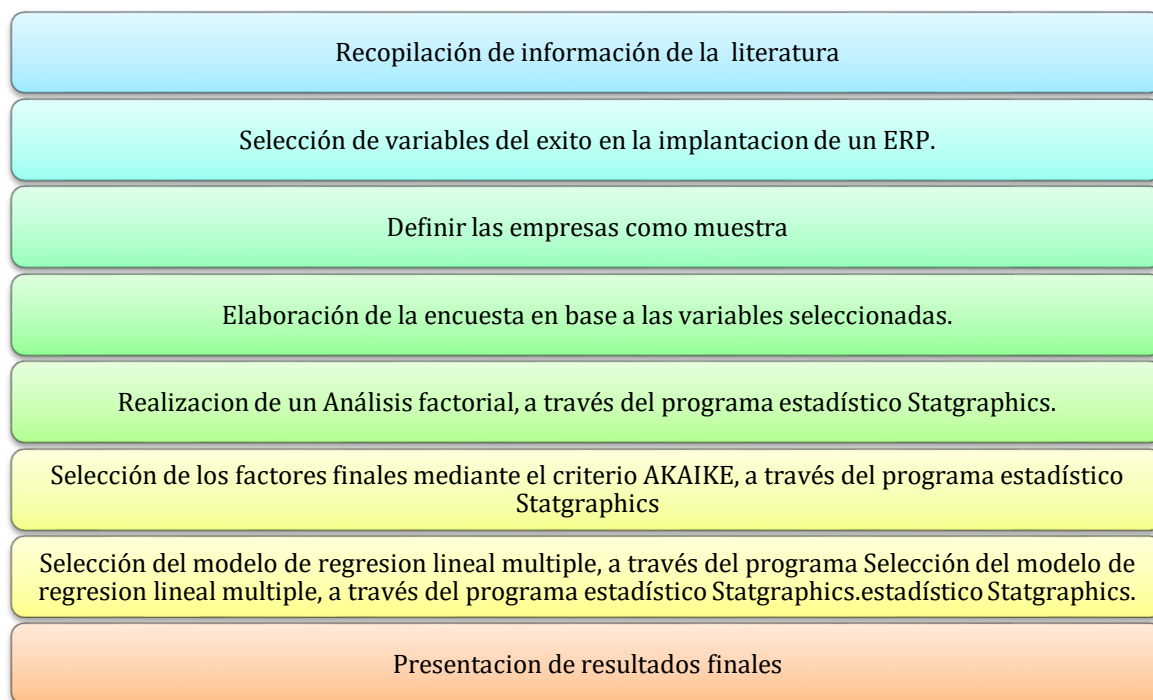 Recopilación de información de la literatura
Selección de variables del exito en la implantacion de un ERP.
Definir las empresas como muestra
Elaboración de la encuesta en base a las variables seleccionadas.
Realizacion de un Análisis factorial, a través del programa estadístico Statgraphics.
Selección de los factores finales mediante el criterio AKAIKE, a través del programa estadístico
Statgraphics
Selección del modelo de regresion lineal multiple, a través del programa Selección del modelo de
regresion lineal multiple, a través del programa estadístico Statgraphics.estadístico Statgraphics.
Presentacion de resultados finales